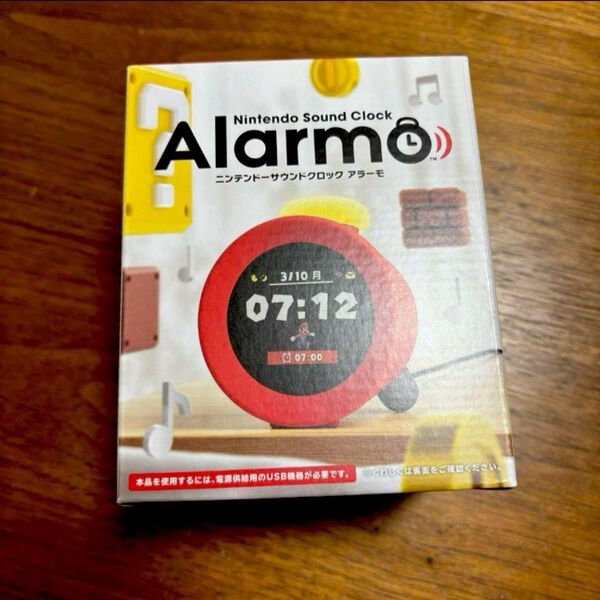 Nintendo Sound Clock
Alarmo
TM
ニンテンドーサウンドクロック アラーモ
3/10 月
07:12
07:00
本品を使用するには、電源供給用のUSB機器が必要です。
※くわしくは裏面をご確認ください。